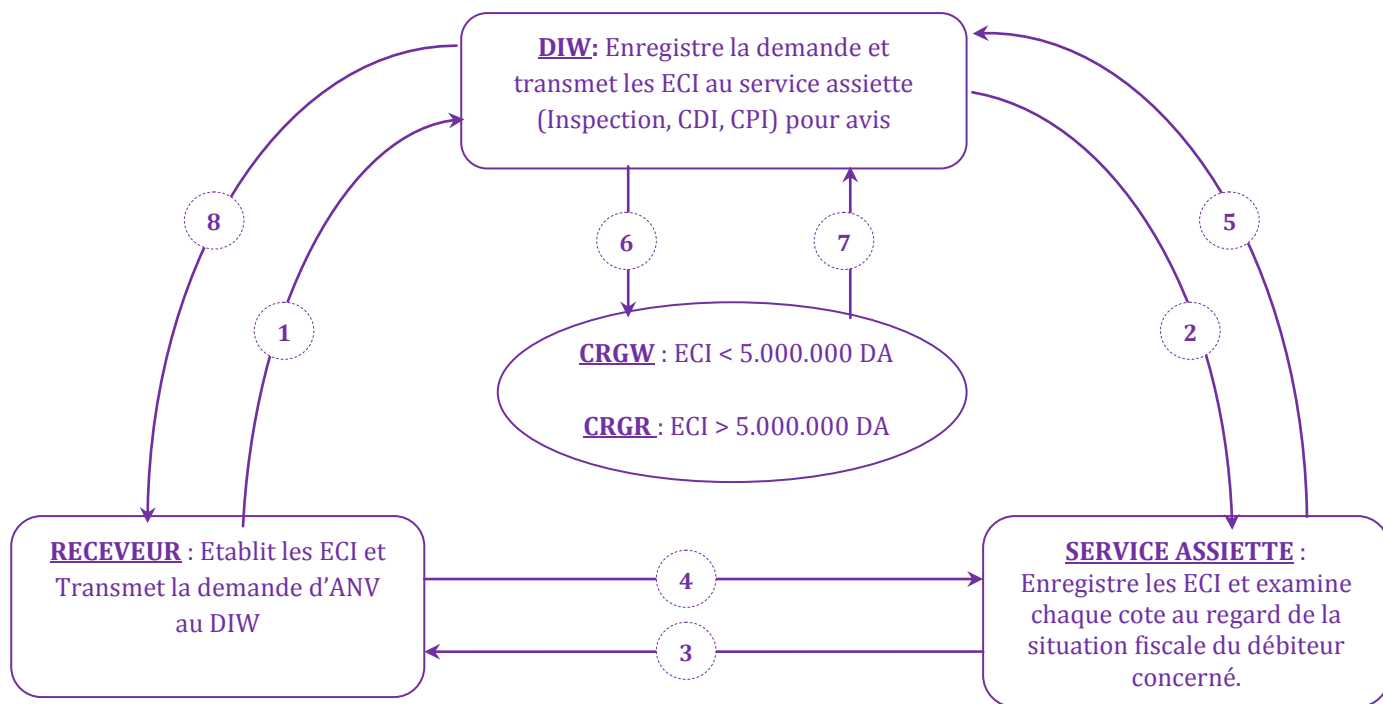 DIW: Enregistre la demande et
transmet les ECI au service assiette
(Inspection, CDI, CPI) pour avis
8
6
7
5
1
2
CRGW : ECI < 5.000.000 DA
CRGR : ECI > 5.000.000 DA
RECEVEUR : Etablit les ECI et
Transmet la demande d’ANV
au DIW
4
3
SERVICE ASSIETTE :
Enregistre les ECI et examine
chaque cote au regard de la
situation fiscale du débiteur
concerné.